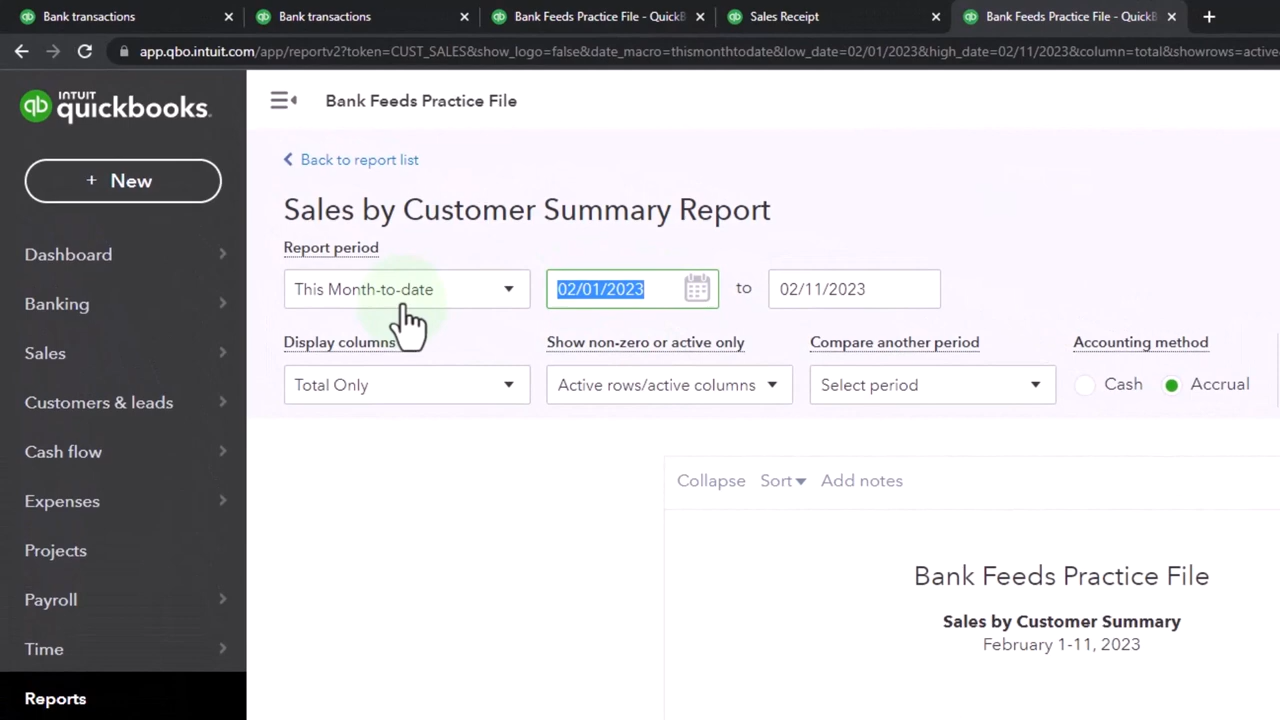 Bank transactions
Bank transactions
Bank Feeds Practice File - QuickB
Sales Receipt
Bank Feeds Practice File - QuickB
app.qbo.intuit.com/app/reportv2?token=CUST_SALES&show_logo=false&date_macro=thismonthtodate&low_date=02/01/2023&high_date=02/11/2023&column=total&showrows=active
qb INTUIT quickbooks.
Bank Feeds Practice File
+ New
Back to report list
Sales by Customer Summary Report
Report period
This Month-to-date 02/01/2023 to 02/11/2023
Display columns Show non-zero or active only Compare another period Accounting method
Total Only Active rows/active columns Select period Cash Accrual
Dashboard
Banking
Sales
Customers & leads
Cash flow
Expenses
Projects
Payroll
Time
Reports
Collapse Sort Add notes
Bank Feeds Practice File
Sales by Customer Summary
February 1-11, 2023